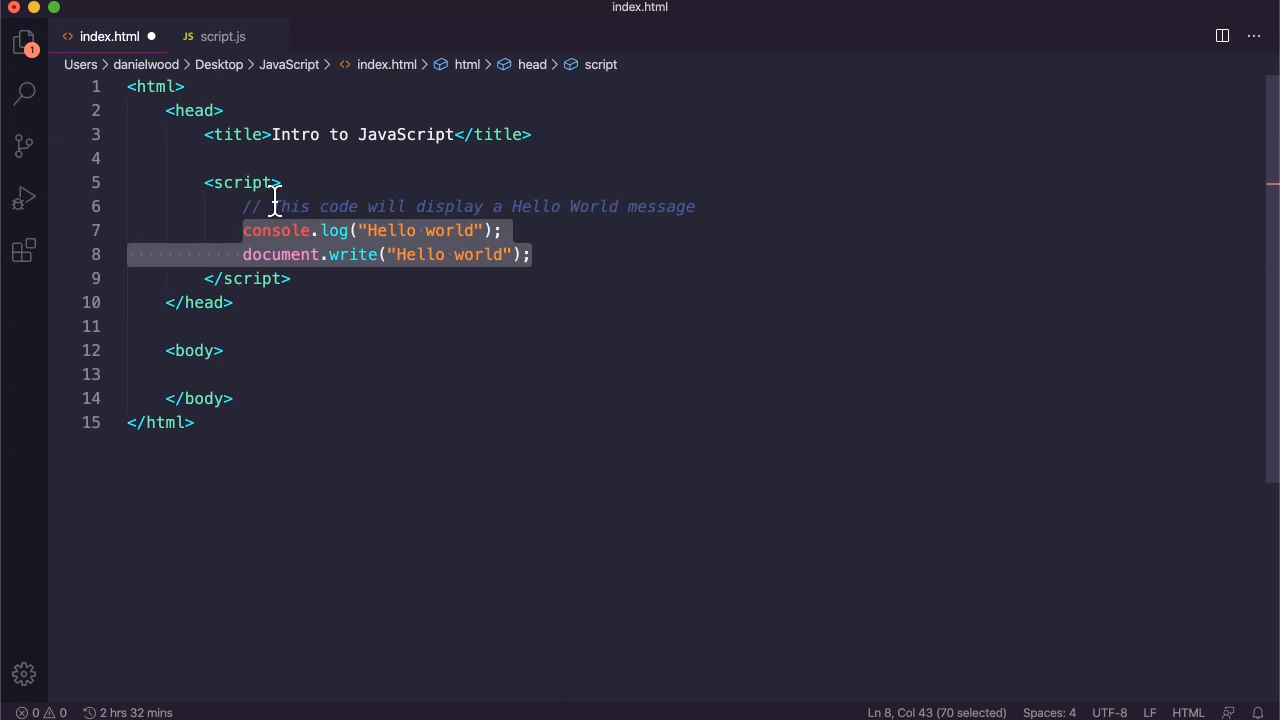 index.html
index.html
JS script.js
Users > danielwood > Desktop > JavaScript > index.html > html > head > script
1 <html>
2 <head>
3 <title>Intro to JavaScript</title>
4
5 <script>
6 // This code will display a Hello World message
7 console.log("Hello world");
8 document.write("Hello world");
9 </script>
10 </head>
11
12 <body>
13
14 </body>
15 </html>
1
0 0 2 hrs 32 mins Ln 8, Col 43 (70 selected) Spaces: 4 UTF-8 LF HTML